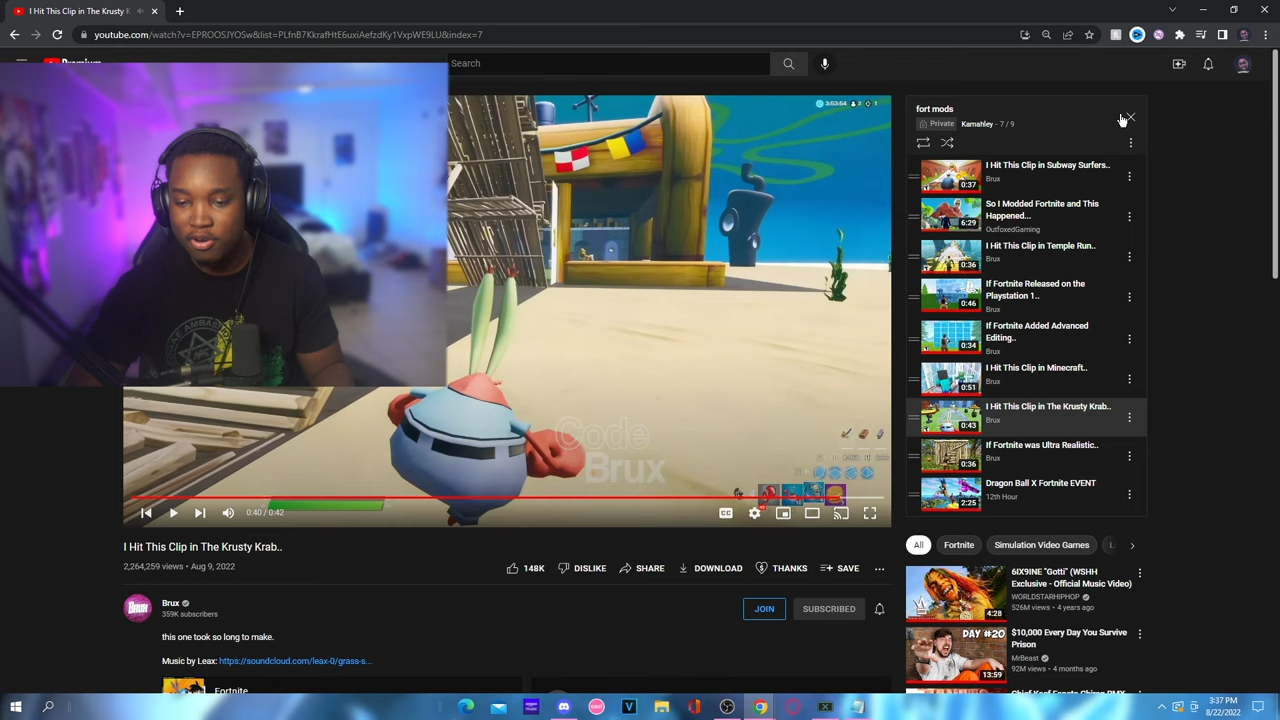 I Hit This Clip in The Krusty K
youtube.com/watch?v=EPROOSJYOSw&list=PLfnB7KkrafHtE6uxiAefzdKy1VxpWE9LU&index=7
Premium
Search
3:53:54 2 1
Code
Brux
0:40 / 0:42
CC
I Hit This Clip in The Krusty Krab..
2,264,259 views • Aug 9, 2022
148K DISLIKE SHARE DOWNLOAD THANKS SAVE
BRUX
Brux
359K subscribers
JOIN SUBSCRIBED
this one took so long to make.
Music by Leax: https://soundcloud.com/leax-0/grass-s...
Fortnite
fort mods
Private Kamahley - 7 / 9
I Hit This Clip in Subway Surfers..
Brux
0:37
So I Modded Fortnite and This
Happened...
OutfoxedGaming
6:29
I Hit This Clip in Temple Run..
Brux
0:36
If Fortnite Released on the
Playstation 1..
Brux
0:46
If Fortnite Added Advanced
Editing..
Brux
0:34
I Hit This Clip in Minecraft..
Brux
0:51
I Hit This Clip in The Krusty Krab..
Brux
0:43
If Fortnite was Ultra Realistic..
Brux
0:36
Dragon Ball X Fortnite EVENT
12th Hour
2:25
All Fortnite Simulation Video Games
6IX9INE "Gotti" (WSHH
Exclusive - Official Music Video)
WORLDSTARHIPHOP
526M views • 4 years ago
4:28
$10,000 Every Day You Survive
Prison
MrBeast
92M views • 4 months ago
DAY #20
13:59
3:37 PM
8/22/2022